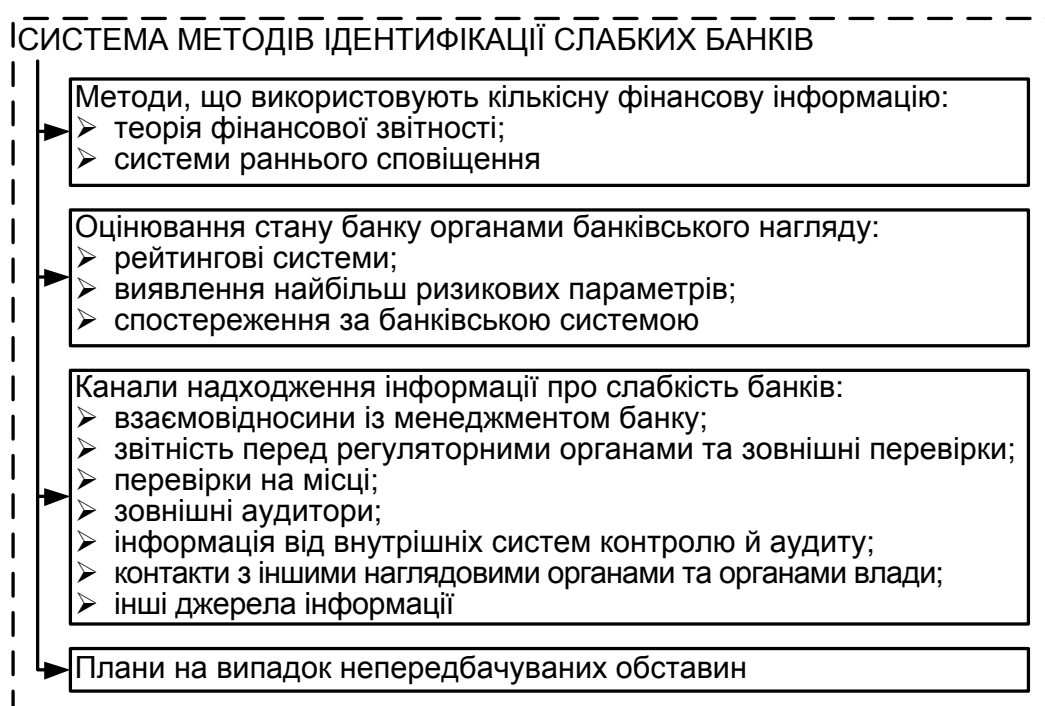 СИСТЕМА МЕТОДІВ ІДЕНТИФІКАЦІЇ СЛАБКИХ БАНКІВ
Методи, що використовують кількісну фінансову інформацію:
➢ теорія фінансової звітності;
➢ системи раннього сповіщення
Оцінювання стану банку органами банківського нагляду:
➢ рейтингові системи;
➢ виявлення найбільш ризикових параметрів;
➢ спостереження за банківською системою
Канали надходження інформації про слабкість банків:
➢ взаємовідносини із менеджментом банку;
➢ звітність перед регуляторними органами та зовнішні перевірки;
➢ перевірки на місці;
➢ зовнішні аудитори;
➢ інформація від внутрішніх систем контролю й аудиту;
➢ контакти з іншими наглядовими органами та органами влади;
➢ інші джерела інформації
Плани на випадок непередбачуваних обставин